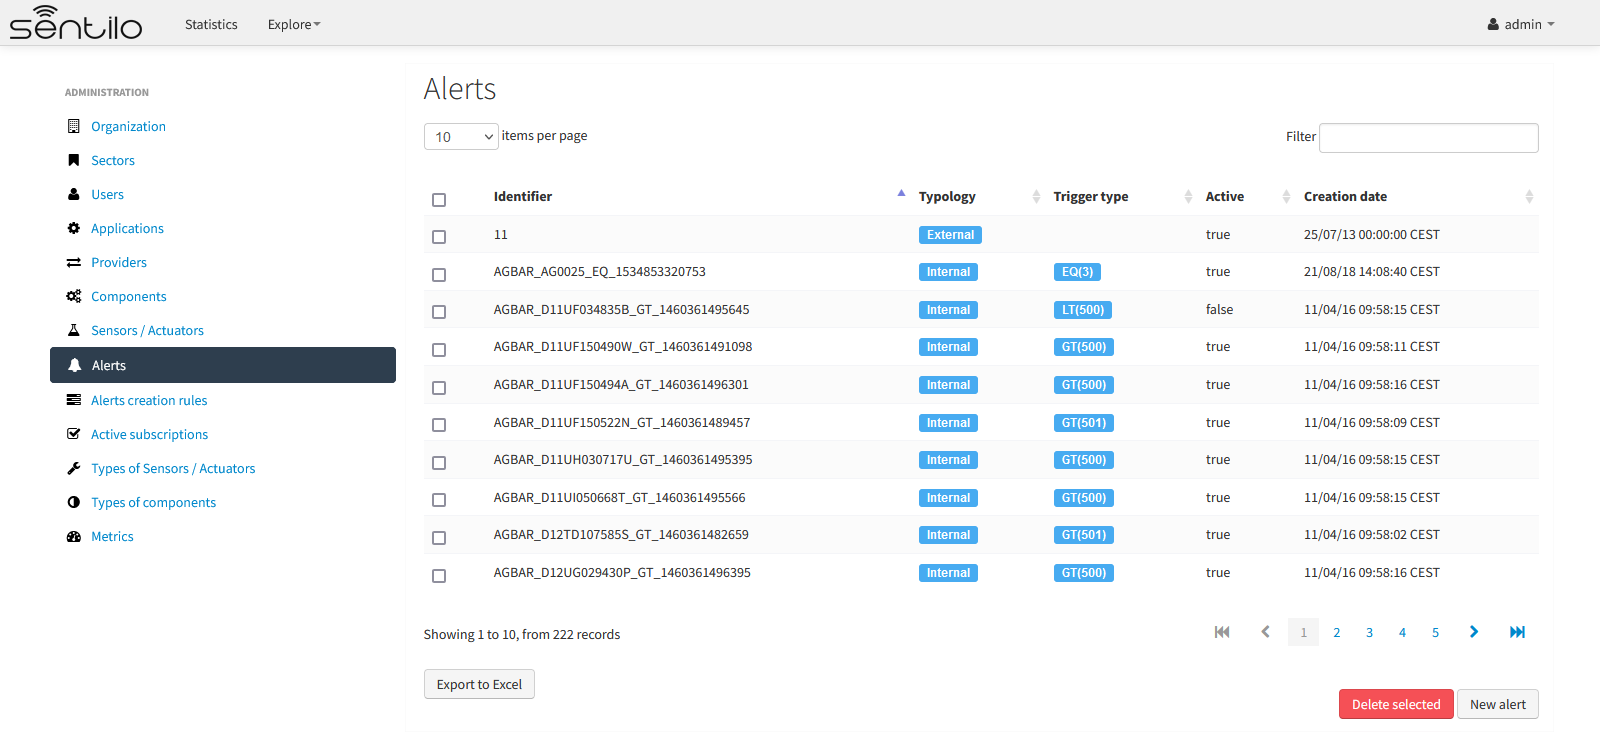 sentilo
Statistics Explore admin
ADMINISTRATION
Organization
Sectors
Users
Applications
Providers
Components
Sensors / Actuators
Alerts
Alerts creation rules
Active subscriptions
Types of Sensors / Actuators
Types of components
Metrics
Alerts
10 items per page Filter
Identifier Typology Trigger type Active Creation date
11 External true 25/07/13 00:00:00 CEST
AGBAR_AG0025_EQ_1534853320753 Internal EQ(3) true 21/08/18 14:08:40 CEST
AGBAR_D11UF034835B_GT_1460361495645 Internal LT(500) false 11/04/16 09:58:15 CEST
AGBAR_D11UF150490W_GT_1460361491098 Internal GT(500) true 11/04/16 09:58:11 CEST
AGBAR_D11UF150494A_GT_1460361496301 Internal GT(500) true 11/04/16 09:58:16 CEST
AGBAR_D11UF150522N_GT_1460361489457 Internal GT(501) true 11/04/16 09:58:09 CEST
AGBAR_D11UH030717U_GT_1460361495395 Internal GT(500) true 11/04/16 09:58:15 CEST
AGBAR_D11UI050668T_GT_1460361495566 Internal GT(500) true 11/04/16 09:58:15 CEST
AGBAR_D12TD107585S_GT_1460361482659 Internal GT(501) true 11/04/16 09:58:02 CEST
AGBAR_D12UG029430P_GT_1460361496395 Internal GT(500) true 11/04/16 09:58:16 CEST
Showing 1 to 10, from 222 records 1 2 3 4 5
Export to Excel
Delete selected New alert